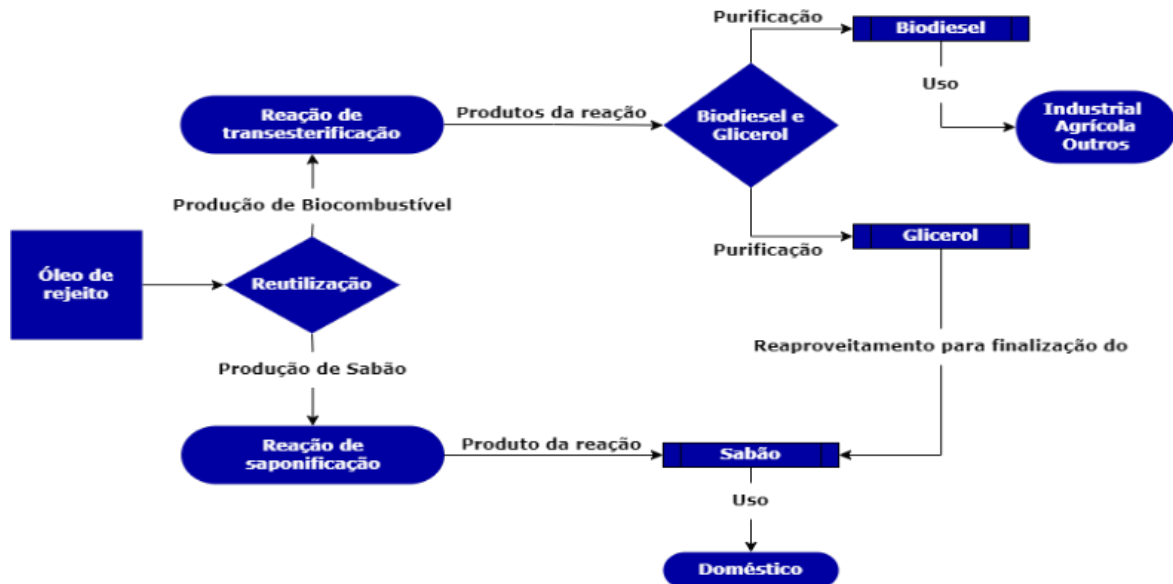 Purificação
Biodiesel
Uso
Industrial
Agrícola
Outros
Reação de
transesterificação
Produtos da reação
Biodiesel e
Glicerol
Produção de Biocombustível
Purificação
Glicerol
Óleo de
rejeito
Reutilização
Reaproveitamento para finalização do
Produção de Sabão
Reação de
saponificação
Produto da reação
Sabão
Uso
Doméstico